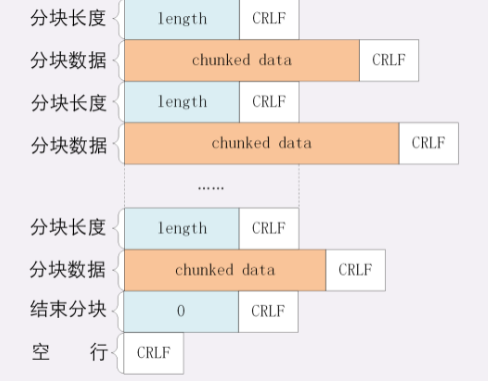 分块长度 length CRLF
分块数据 chunked data CRLF
分块长度 length CRLF
分块数据 chunked data CRLF
......
分块长度 length CRLF
分块数据 chunked data CRLF
结束分块 0 CRLF
空 行 CRLF